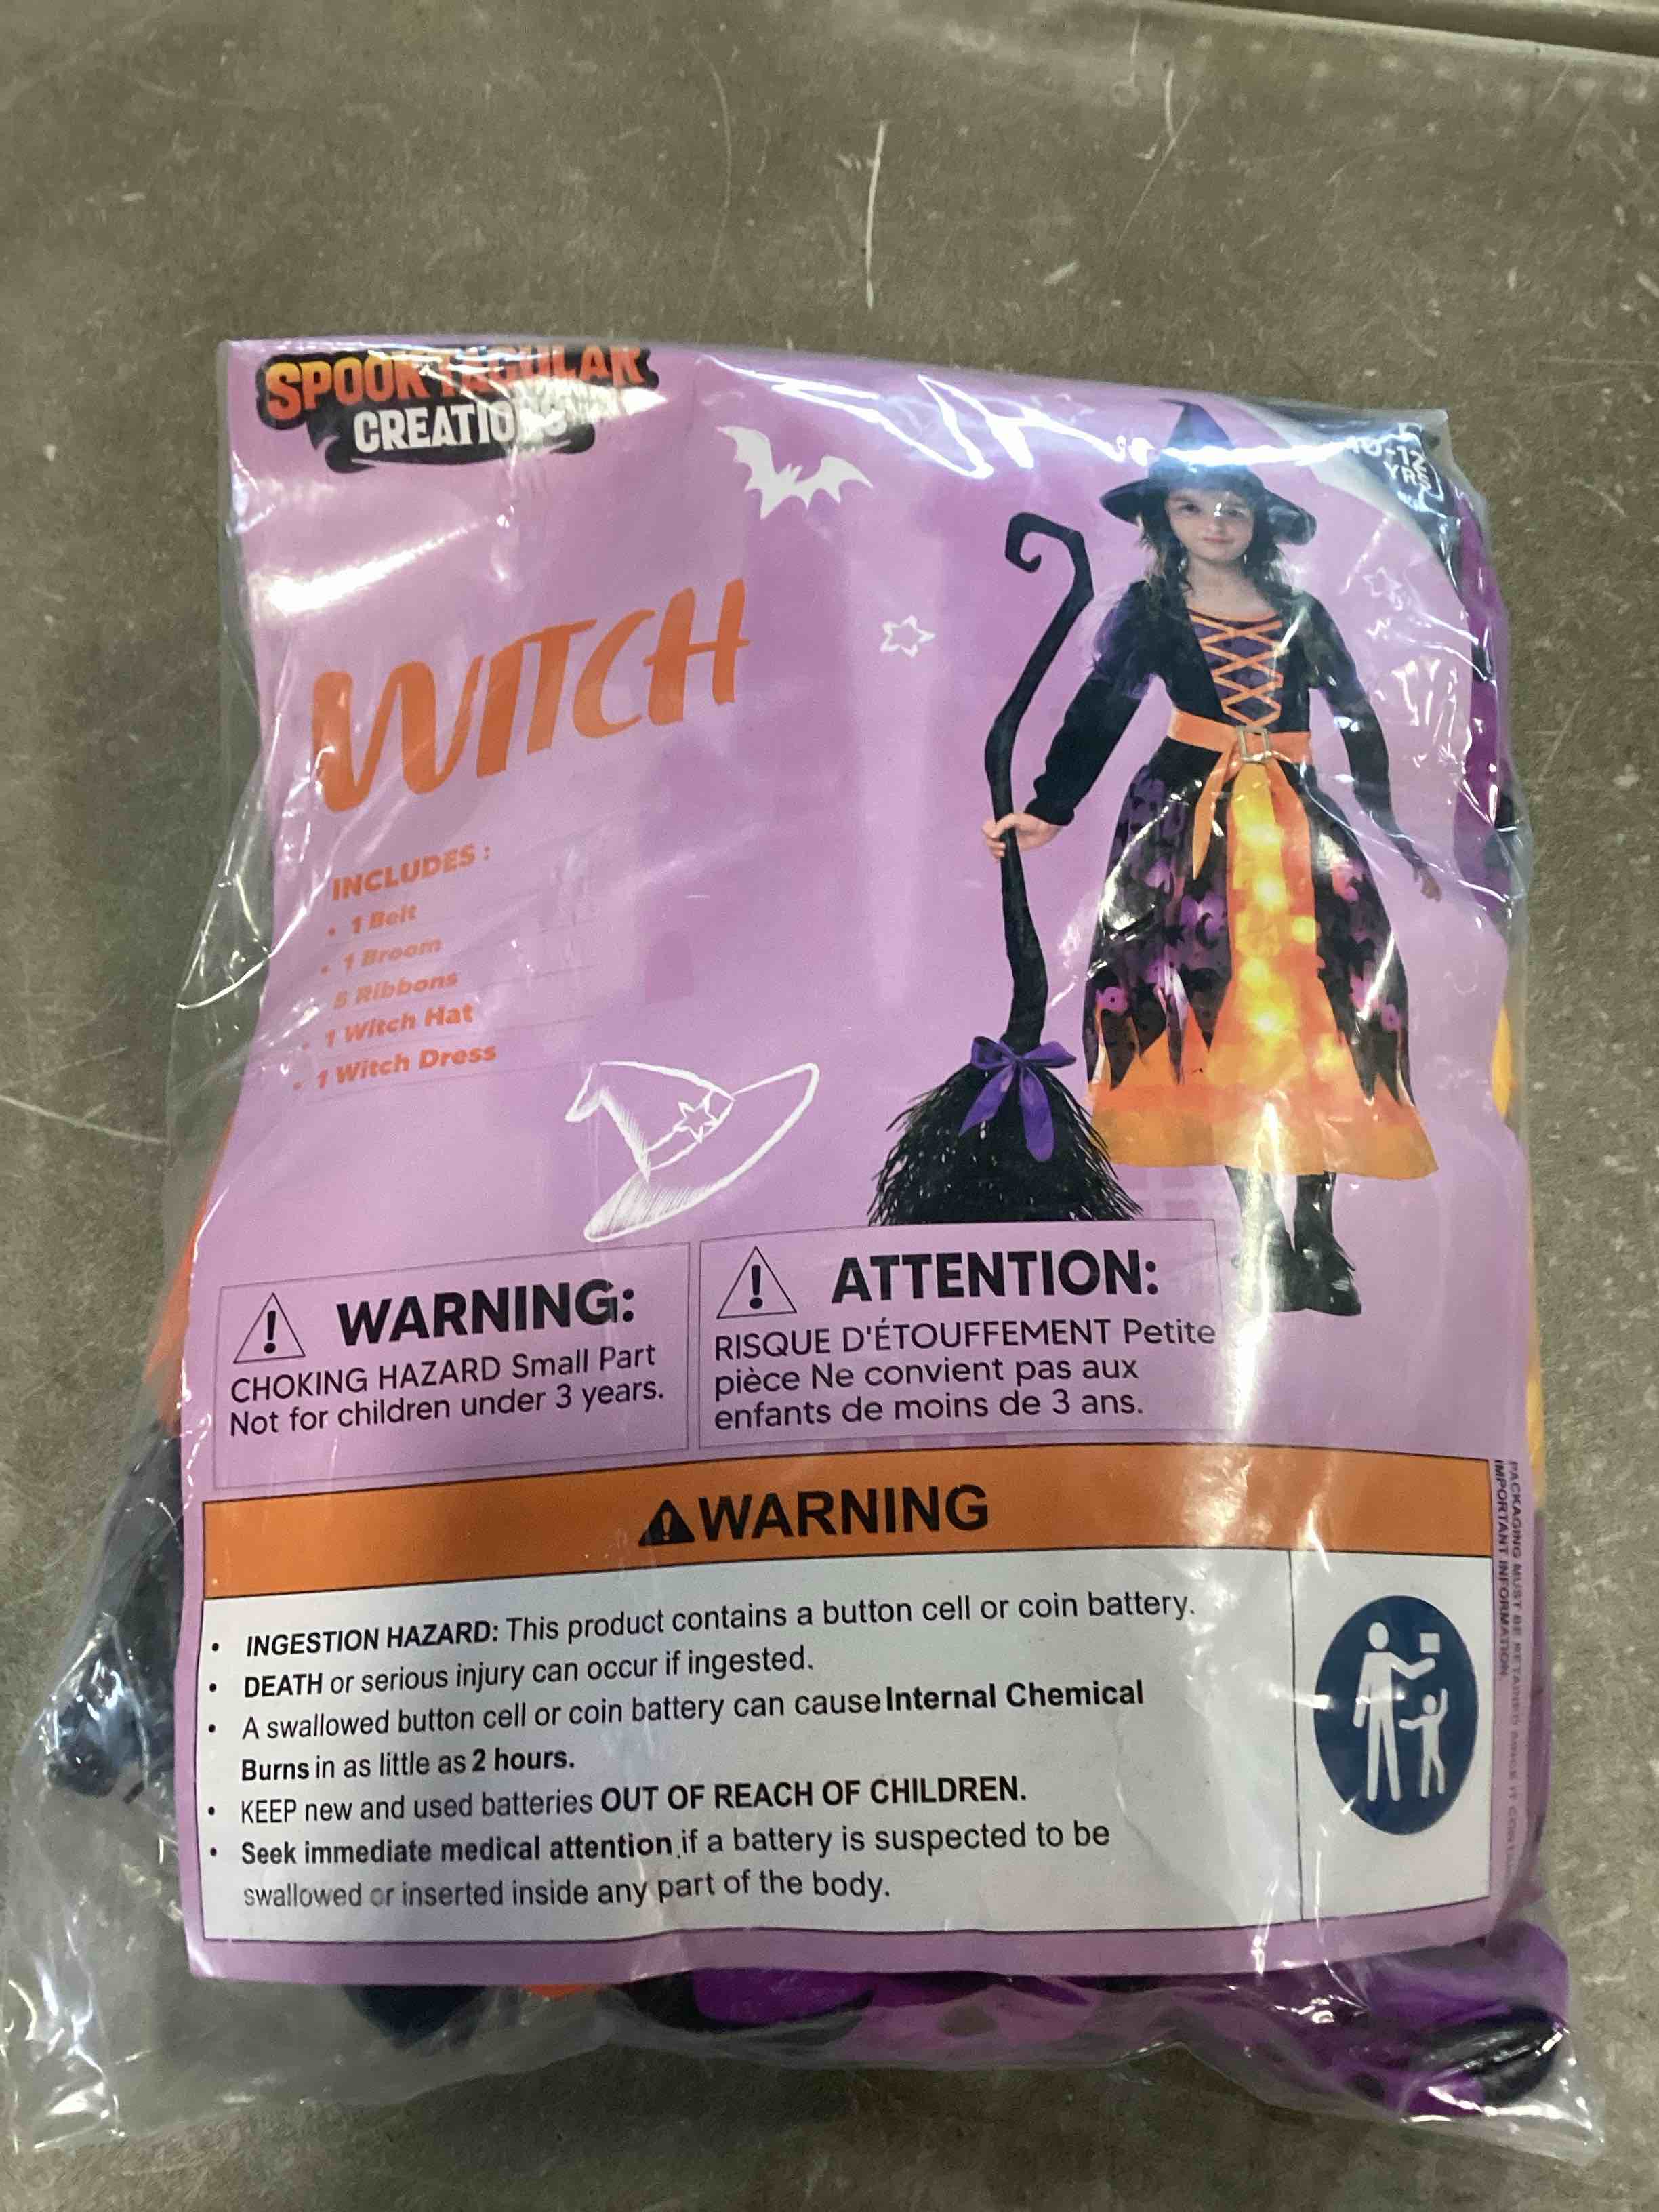 SPOOKTACULAR
CREATIONS
L
10-12
YRS
WITCH
INCLUDES :
• 1 Belt
• 1 Broom
5 Ribbons
• 1 Witch Hat
• 1 Witch Dress
WARNING:
CHOKING HAZARD Small Part
Not for children under 3 years.
ATTENTION:
RISQUE D'ÉTOUFFEMENT Petite
pièce Ne convient pas aux
enfants de moins de 3 ans.
WARNING
• INGESTION HAZARD: This product contains a button cell or coin battery.
• DEATH or serious injury can occur if ingested.
• A swallowed button cell or coin battery can cause Internal Chemical
Burns in as little as 2 hours.
• KEEP new and used batteries OUT OF REACH OF CHILDREN.
• Seek immediate medical attention if a battery is suspected to be
swallowed or inserted inside any part of the body.
PACKAGING MUST BE RETAINED SINCE IT
IMPORTANT INFORMATION.